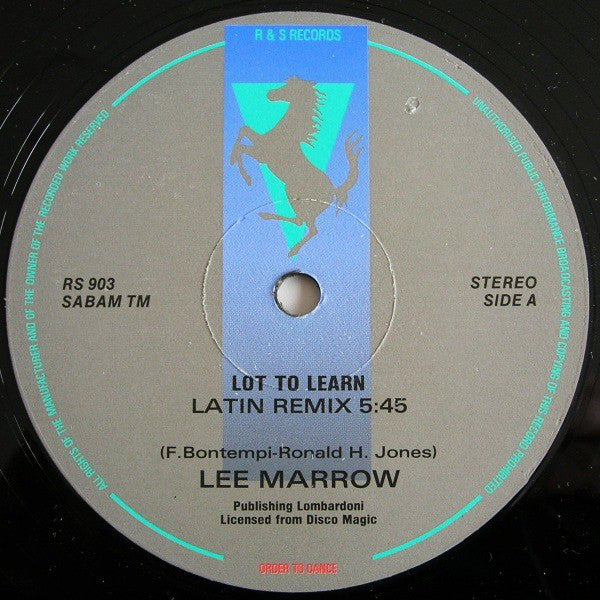 R & S RECORDS
ALL RIGHTS OF THE MANUFACTURER AND OF THE OWNER OF THE RECORDED WORK RESERVED
UNAUTHORISED PUBLIC PERFORMANCE BROADCASTING AND COPYING OF THIS RECORD PROHIBITED
RS 903
SABAM TM
STEREO
SIDE A
LOT TO LEARN
LATIN REMIX 5:45
(F.Bontempi-Ronald H. Jones)
LEE MARROW
Publishing Lombardoni
Licensed from Disco Magic
ORDER TO DANCE